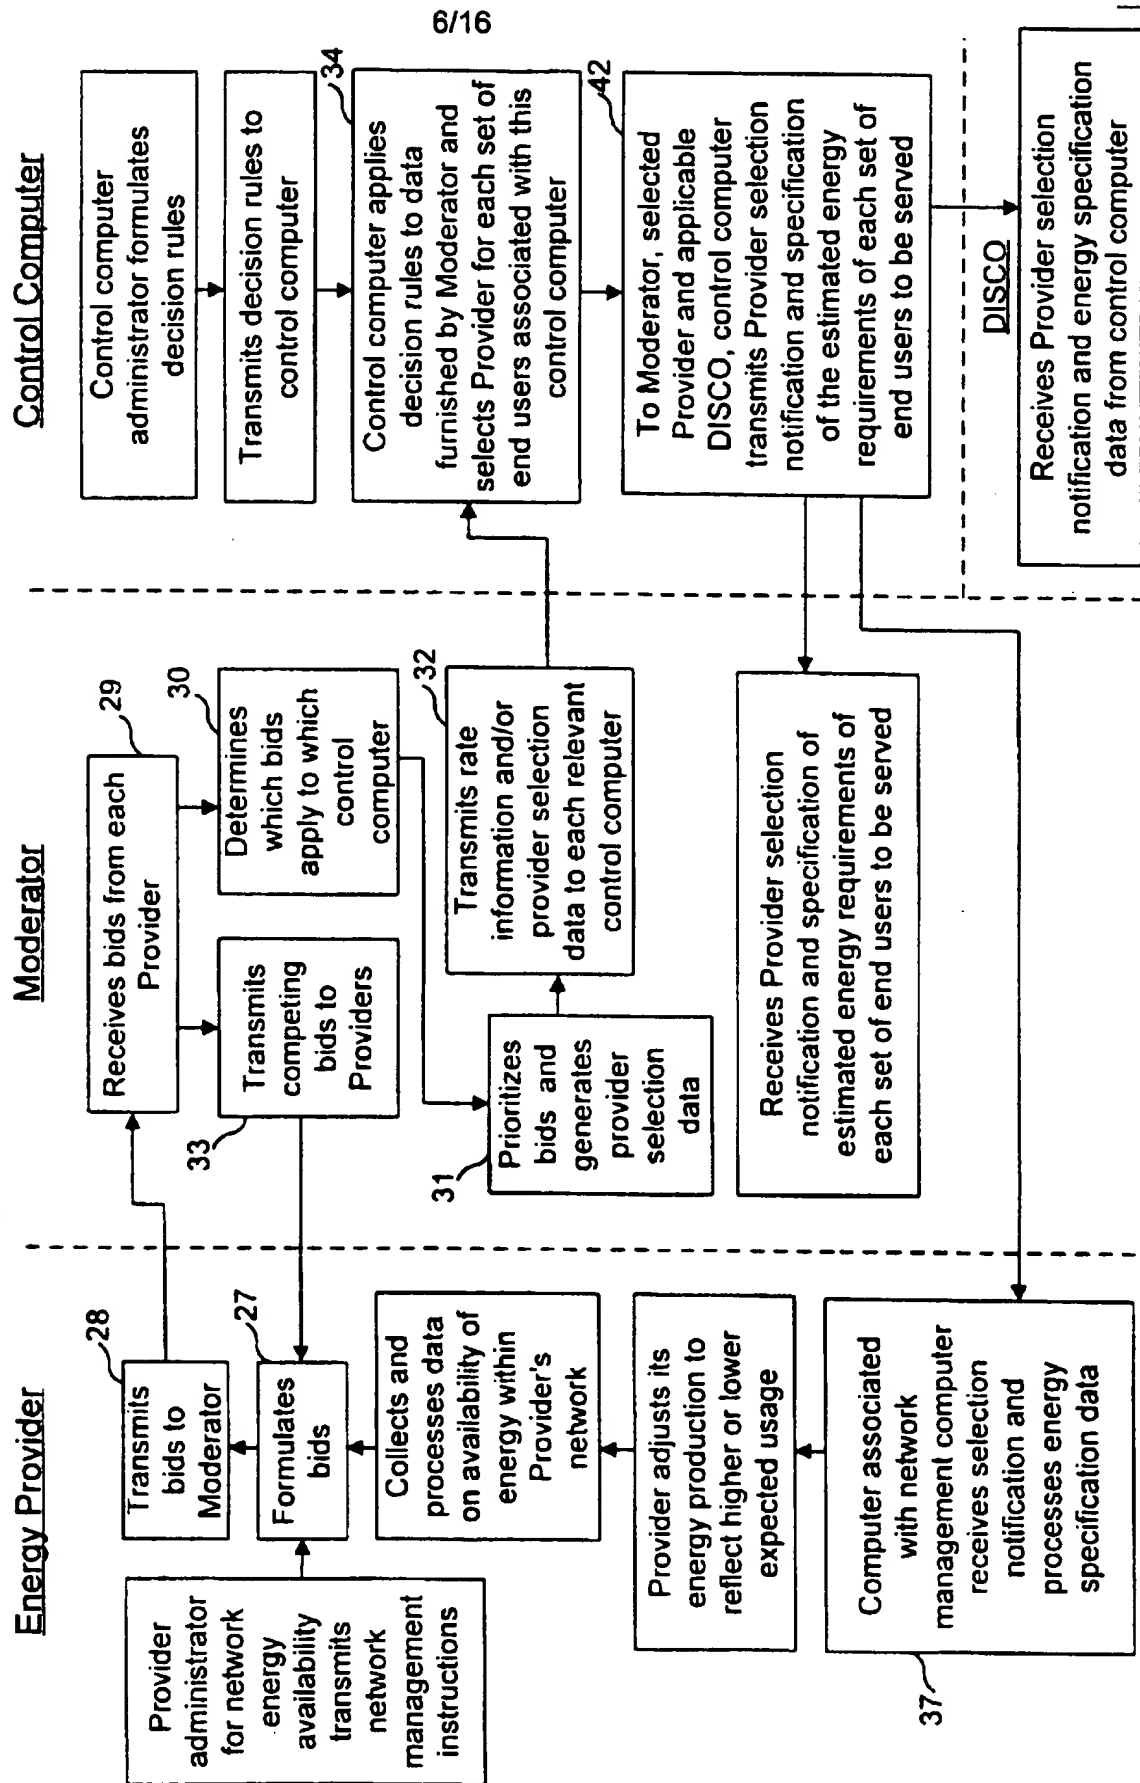 6/16
Energy Provider
Provider
administrator
for network
energy
availability
transmits
network
management
instructions
28
Transmits
bids to
Moderator
27
Formulates
bids
Collects and
processes data
on availability of
energy within
Provider's
network
Provider adjusts its
energy production to
reflect higher or lower
expected usage
Computer associated
with network
management computer
receives selection
notification and
processes energy
specification data
37
Moderator
29
Receives bids from each
Provider
33
Transmits
competing
bids to
Providers
30
Determines
which bids
apply to which
control
computer
31
Prioritizes
bids and
generates
provider
selection
data
32
Transmits rate
information and/or
provider selection
data to each relevant
control computer
Receives Provider selection
notification and specification of
estimated energy requirements of
each set of end users to be served
Control Computer
Control computer
administrator formulates
decision rules
Transmits decision rules to
control computer
34
Control computer applies
decision rules to data
furnished by Moderator and
selects Provider for each set of
end users associated with this
control computer
42
To Moderator, selected
Provider and applicable
DISCO, control computer
transmits Provider selection
notification and specification
of the estimated energy
requirements of each set of
end users to be served
DISCO
Receives Provider selection
notification and energy specification
data from control computer